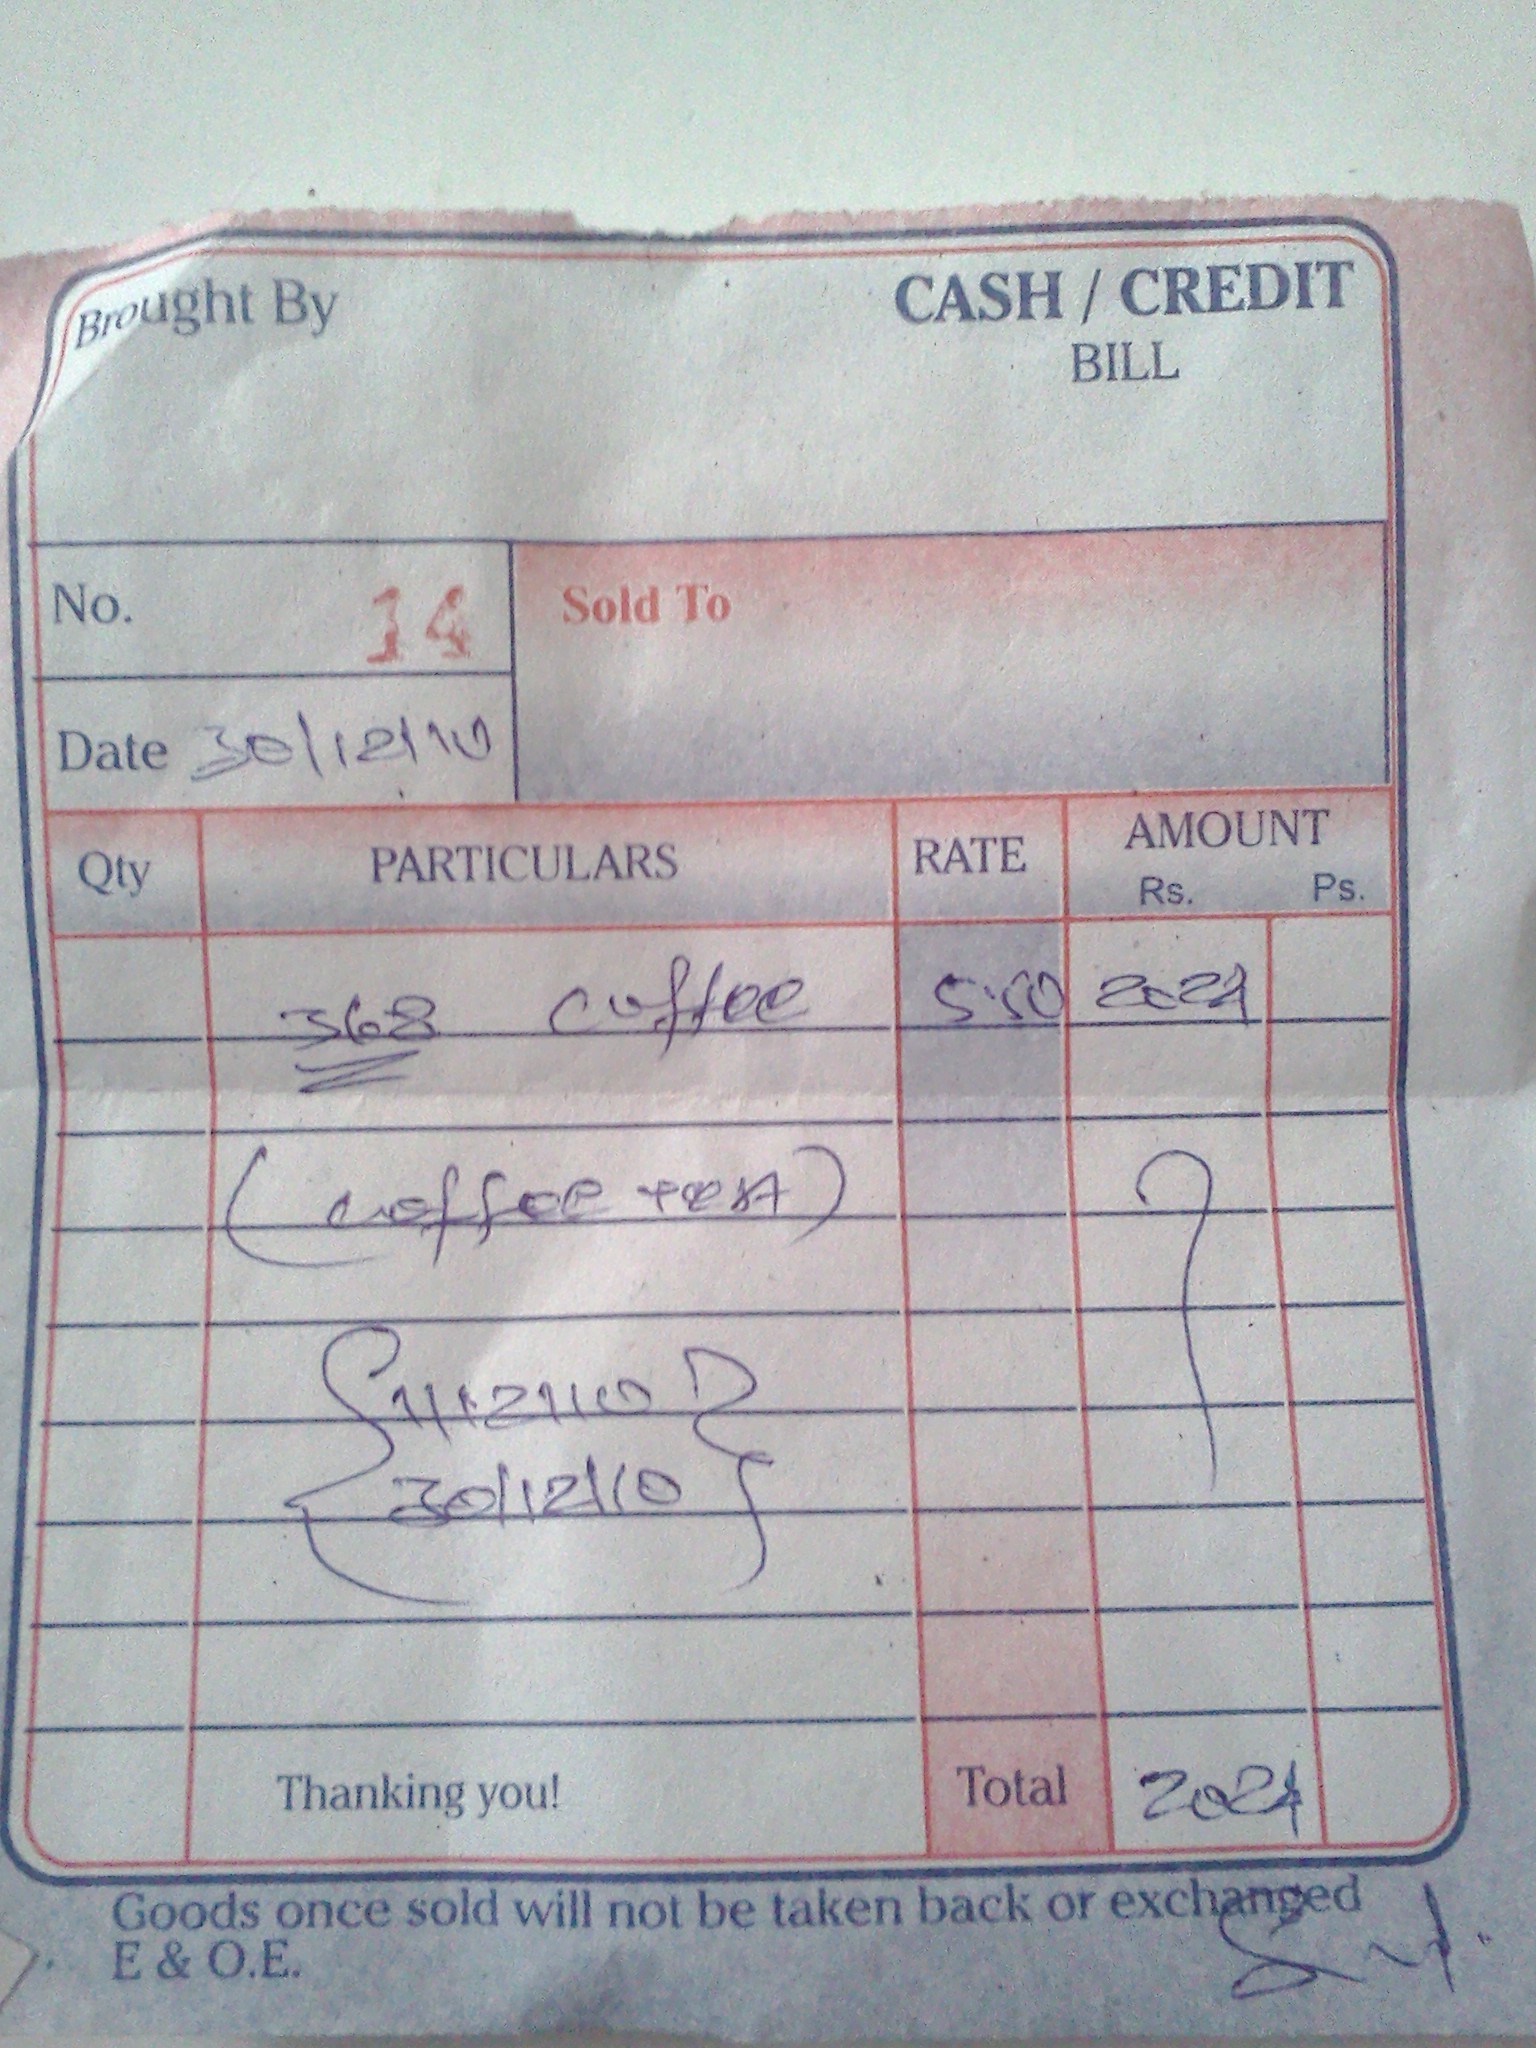 Brought By
CASH / CREDIT
BILL
No. 14
Sold To
Date 30/12/10
Qty PARTICULARS RATE AMOUNT
Rs. Ps.
368 coffee 5.50 2024
(coffee
1/12/10
30/12/10
Thanking you! Total 2024
Goods once sold will not be taken back or exchanged
E & O.E.